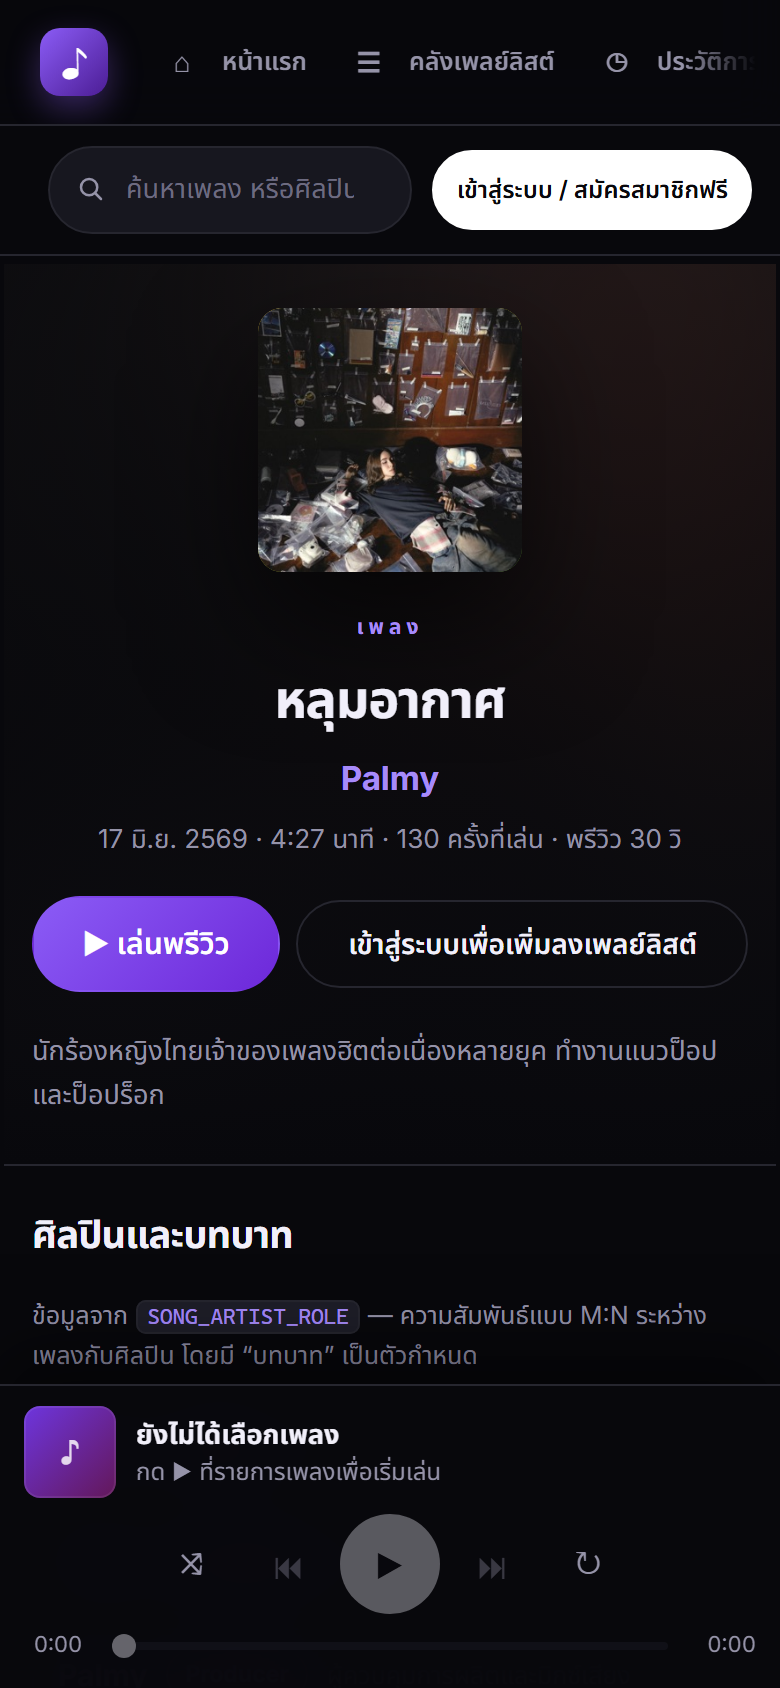 หน้าแรก
คลังเพลย์ลิสต์
ประวัติการ
ค้นหาเพลง หรือศิลปิน
เข้าสู่ระบบ / สมัครสมาชิกฟรี
เพลง
หลุมอากาศ
Palmy
17 มิ.ย. 2569 · 4:27 นาที · 130 ครั้งที่เล่น · พรีวิว 30 วิ
▶ เล่นพรีวิว
เข้าสู่ระบบเพื่อเพิ่มลงเพลย์ลิสต์
นักร้องหญิงไทยเจ้าของเพลงฮิตต่อเนื่องหลายยุค ทำงานแนวป็อป
และป็อปร็อก
ศิลปินและบทบาท
ข้อมูลจาก SONG_ARTIST_ROLE — ความสัมพันธ์แบบ M:N ระหว่าง
เพลงกับศิลปิน โดยมี “บทบาท” เป็นตัวกำหนด
ยังไม่ได้เลือกเพลง
กด ▶ ที่รายการเพลงเพื่อเริ่มเล่น
0:00
0:00